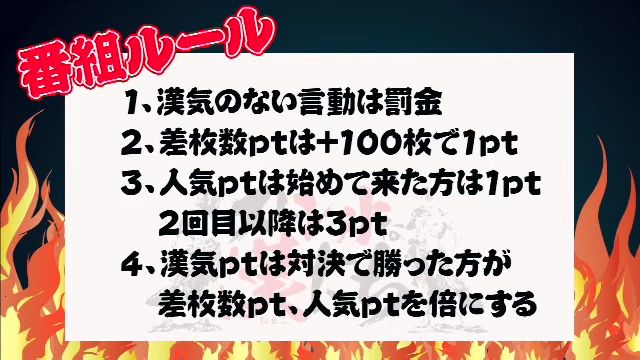 番組ルール
1、漢気のない言動は罰金
2、差枚数ptは+100枚で1pt
3、人気ptは始めて来た方は1pt
2回目以降は3pt
4、漢気ptは対決で勝った方が
差枚数pt、人気ptを倍にする